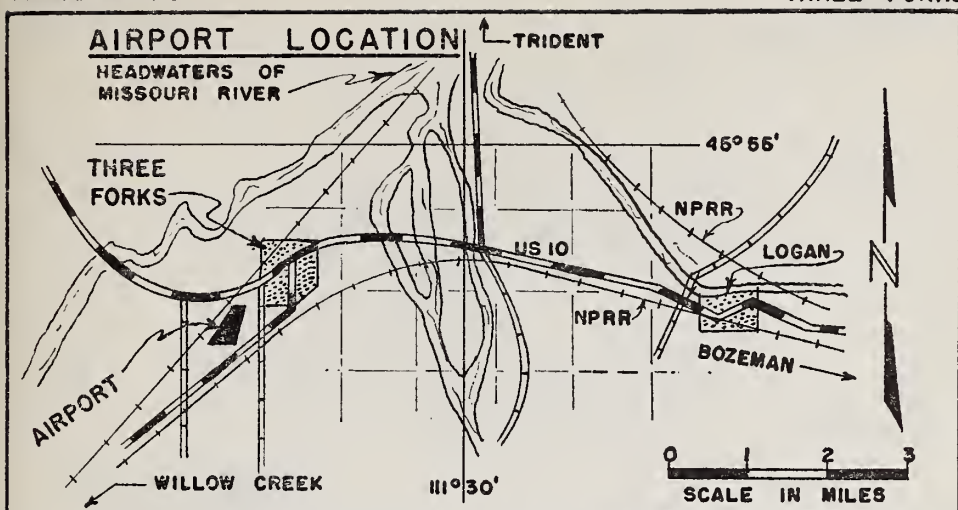 AIRPORT LOCATION
TRIDENT
HEADWATERS OF
MISSOURI RIVER
45° 55'
THREE
FORKS
NPRR
US 10
LOGAN
NPRR
N
BOZEMAN
AIRPORT
WILLOW CREEK
111° 30'
0 1 2 3
SCALE IN MILES